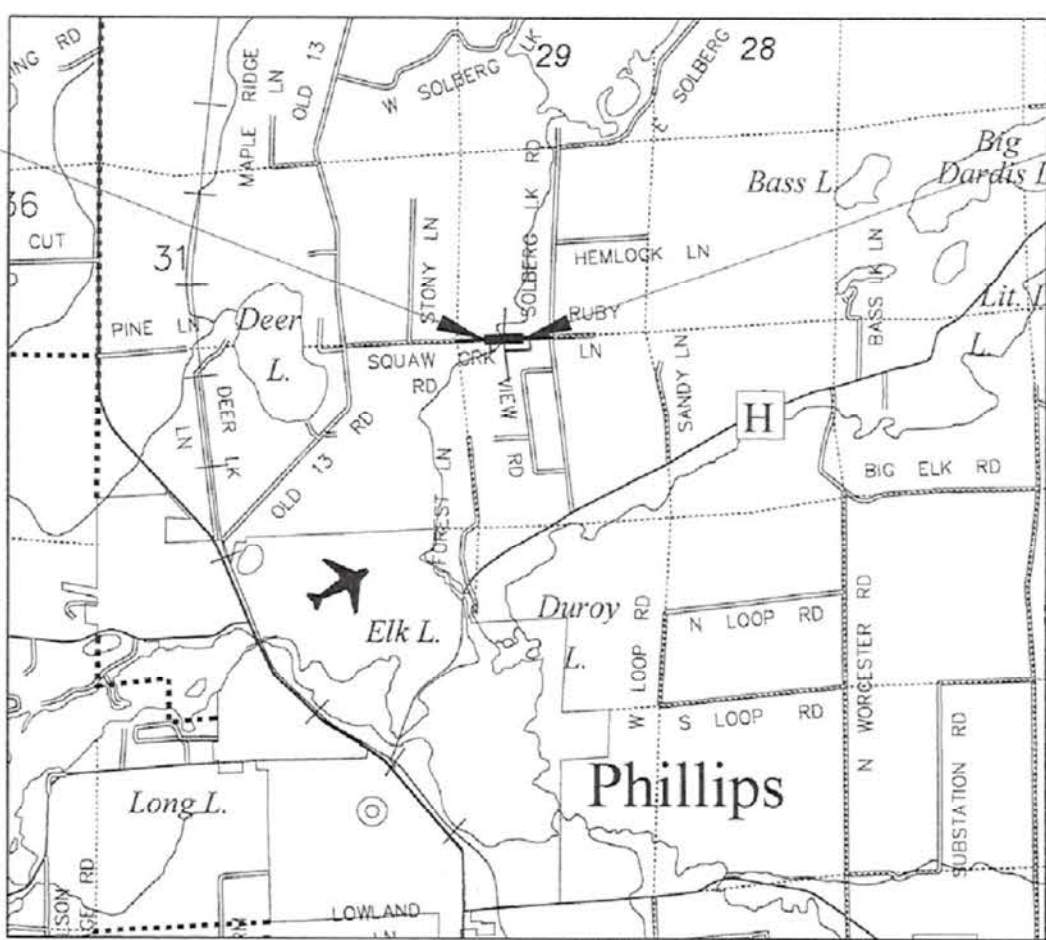 RD
MAPLE RIDGE LN
OLD 13
W SOLBERG LK
29
E SOLBERG
28
36
CUT
31
PINE LN
Deer L.
STONY LN
SOLBERG LK RD
HEMLOCK LN
RUBY LN
Bass L.
Big Dardis L
BASS LK LN
Lit. D
L.
SQUAW CRK RD
VIEW RD
SANDY LN
H
BIG ELK RD
DEER LK LN
OLD 13 RD
FOREST LN
Elk L.
Duroy L.
W LOOP RD
N LOOP RD
S LOOP RD
N WORCESTER RD
SUBSTATION RD
Phillips
Long L.
LOWLAND LN
RD